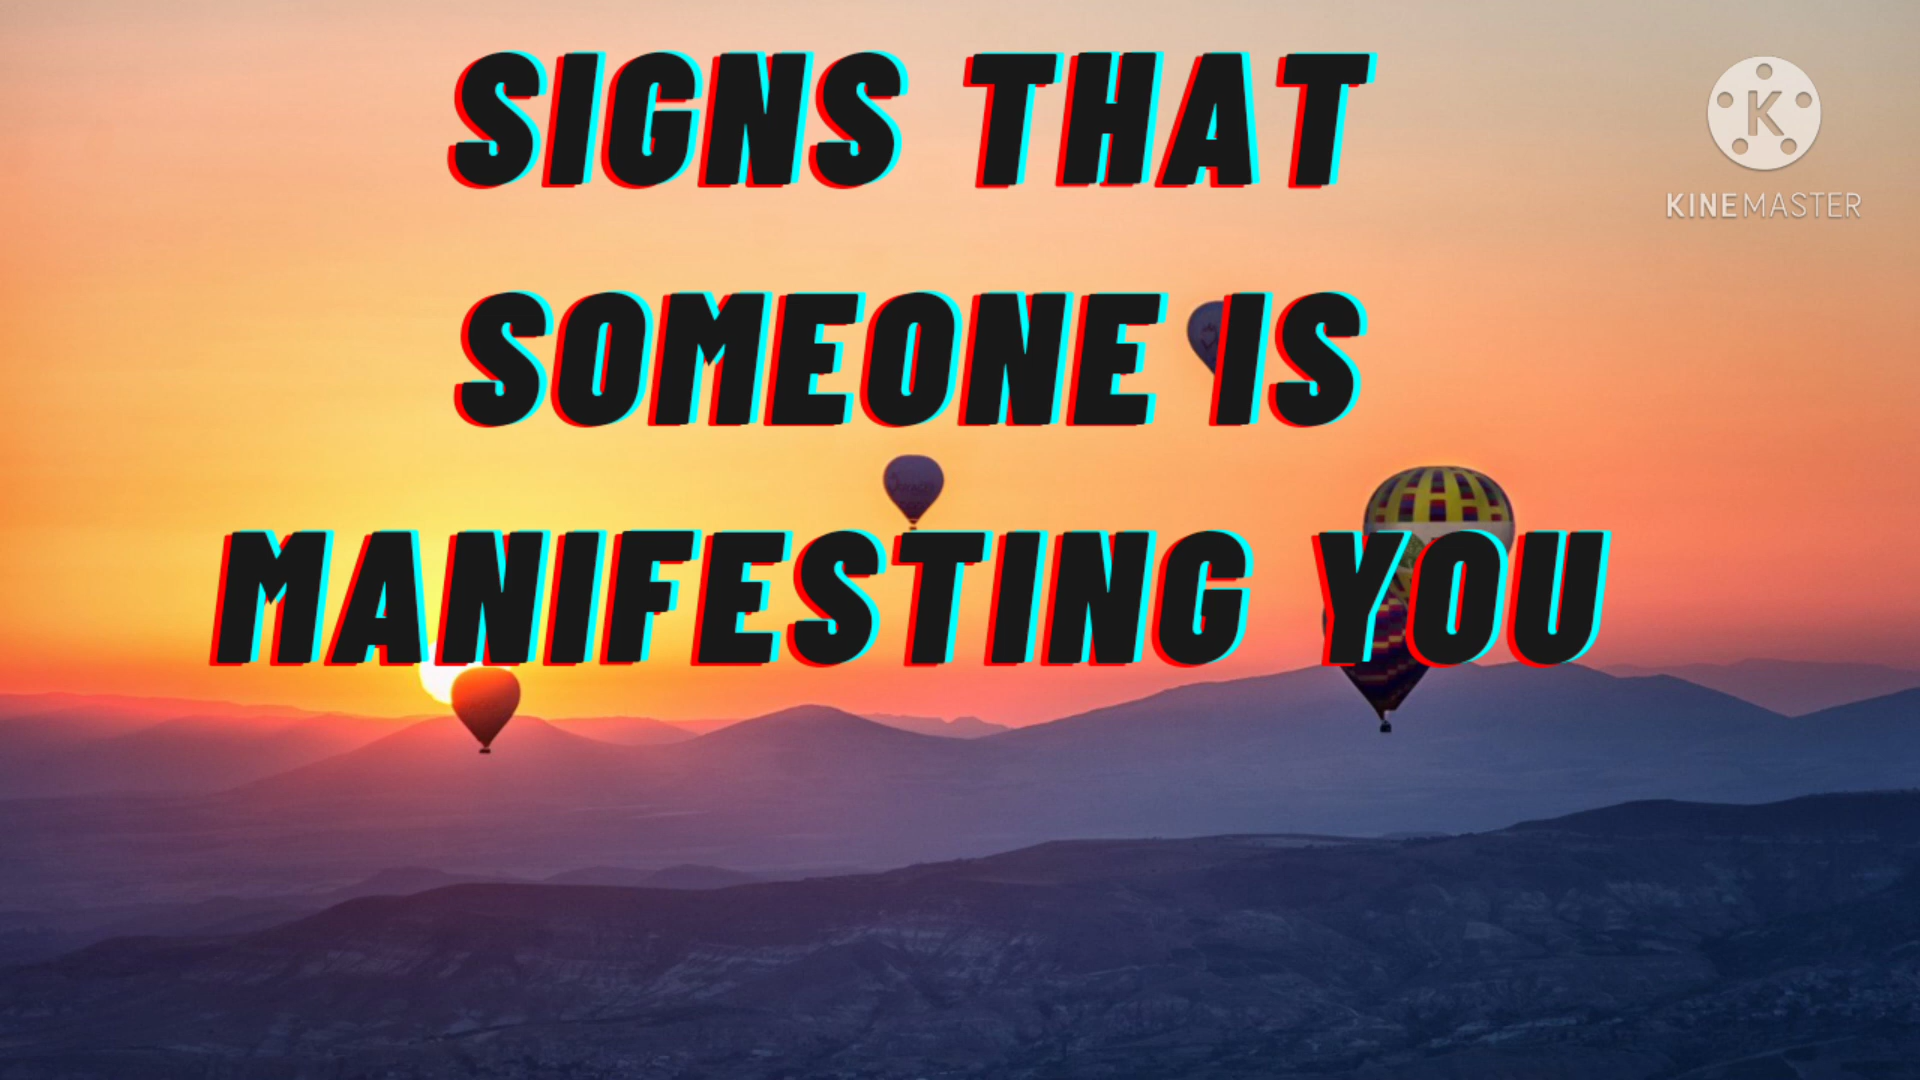 SIGNS THAT
K
KINEMASTER
SOMEONE IS
MANIFESTING YOU